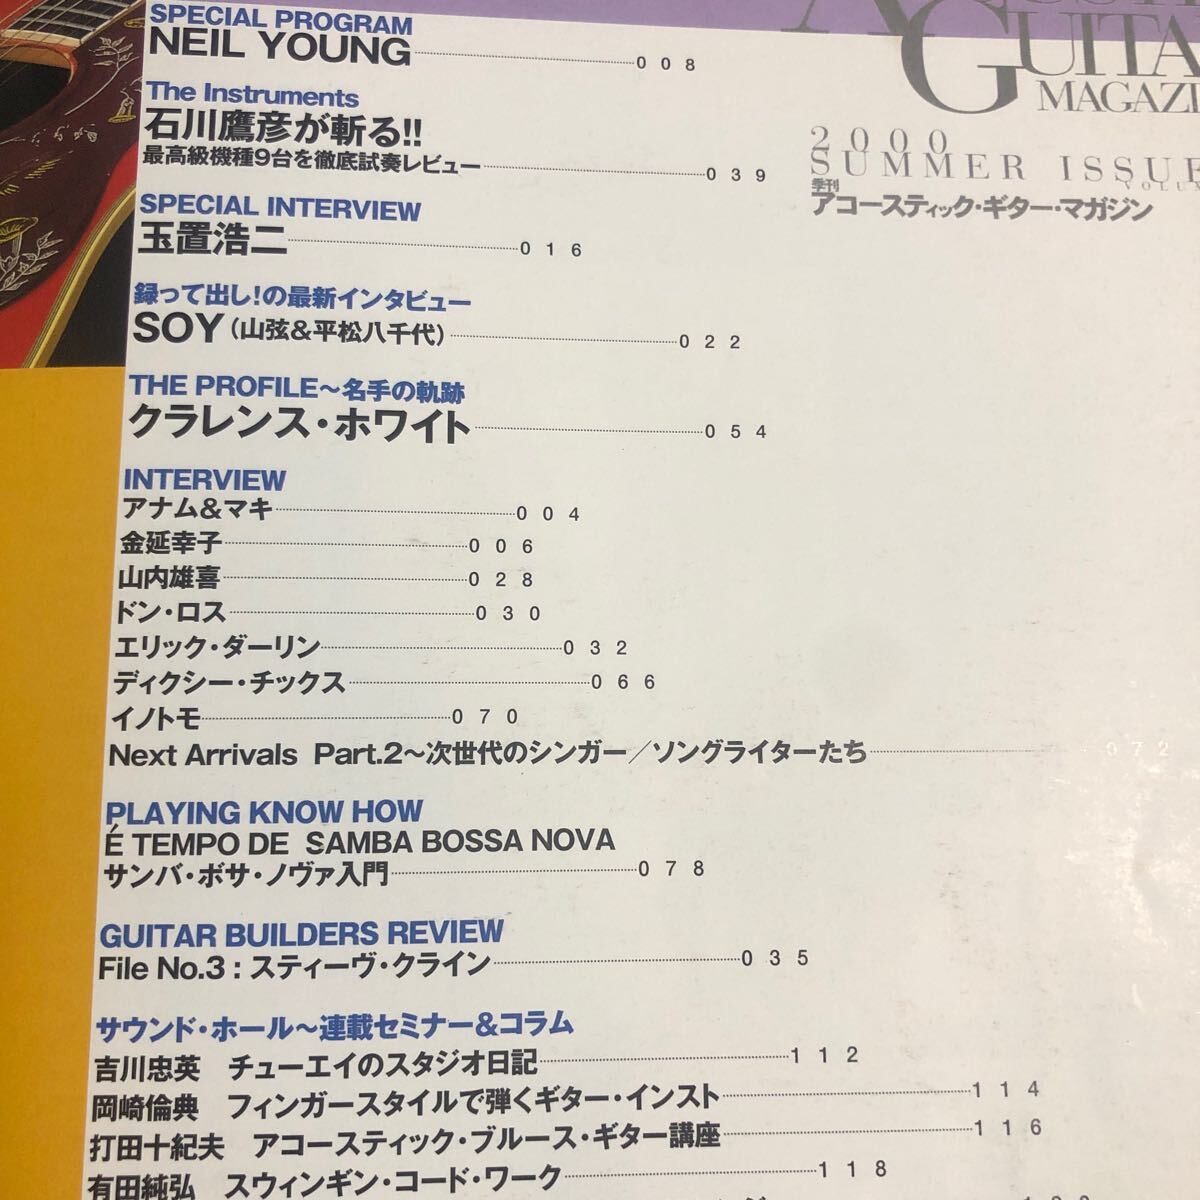 SPECIAL PROGRAM
NEIL YOUNG 008
The Instruments
石川鷹彦が斬る!!
最高級機種9台を徹底試奏レビュー 039
SPECIAL INTERVIEW
玉置浩二 016
録って出し!の最新インタビュー
SOY(山弦&平松八千代) 022
THE PROFILE〜名手の軌跡
クラレンス・ホワイト 054
INTERVIEW
アナム&マキ 004
金延幸子 006
山内雄喜 028
ドン・ロス 030
エリック・ダーリン 032
ディクシー・チックス 066
イノトモ 070
Next Arrivals Part.2〜次世代のシンガー/ソングライターたち 072
PLAYING KNOW HOW
É TEMPO DE SAMBA BOSSA NOVA
サンバ・ボサ・ノヴァ入門 078
GUITAR BUILDERS REVIEW
File No.3 : スティーヴ・クライン 035
サウンド・ホール〜連載セミナー&コラム
吉川忠英 チューエイのスタジオ日記 112
岡崎倫典 フィンガースタイルで弾くギター・インスト 114
打田十紀夫 アコースティック・ブルース・ギター講座 116
有田純弘 スウィンギン・コード・ワーク 118
GUITA
MAGAZI
2000
SUMMER ISSUE
季刊
アコースティック・ギター・マガジン